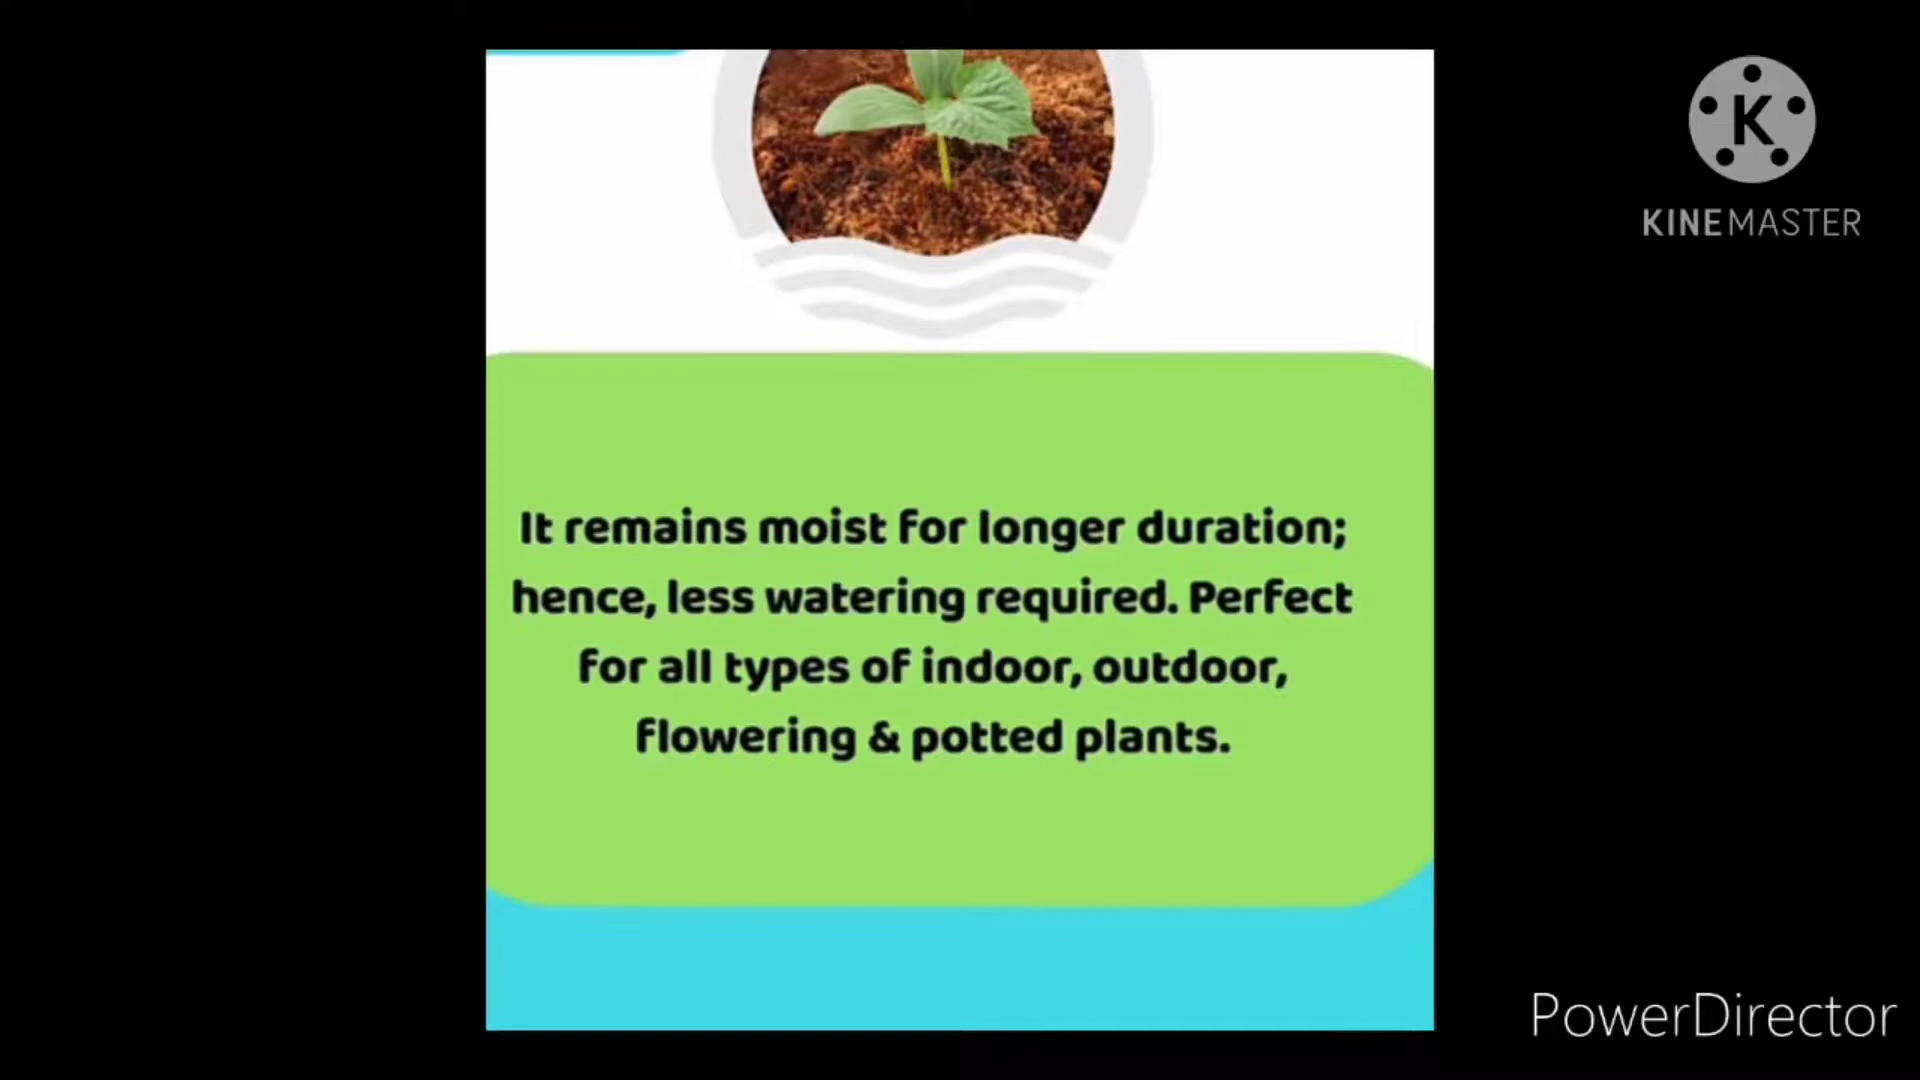 K
KINEMASTER
It remains moist for longer duration;
hence, less watering required. Perfect
for all types of indoor, outdoor,
flowering & potted plants.
PowerDirector